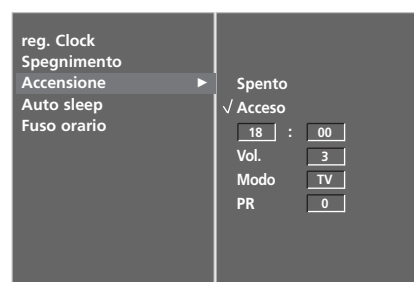 reg. Clock
Spegnimento
Accensione ►
Auto sleep
Fuso orario
Spento
√ Acceso
18 : 00
Vol. 3
Modo TV
PR 0